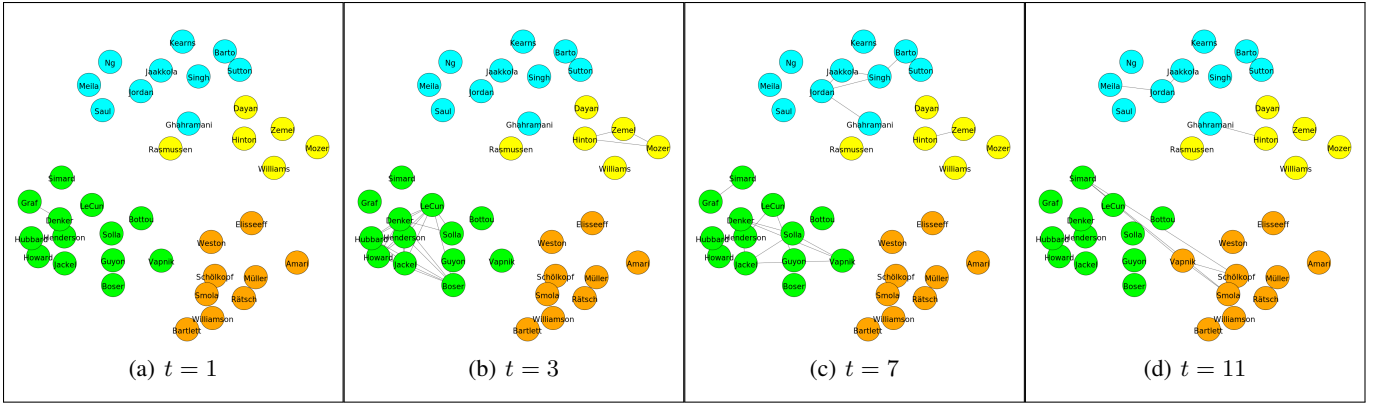 Kearns
Barto
Ng
Jaakkola
Singh
Sutton
Meila
Jordan
Saul
Dayan
Ghahramani
Zemel
Hinton
Rasmussen
Mozer
Williams
Simard
Graf
LeCun
Denker
Bottou
Elisseeff
Hubbard
Henderson
Solla
Weston
Howard
Jackel
Guyon
Vapnik
Amari
Schölkopf
Müller
Boser
Smola
Rätsch
Williamson
Bartlett
(a) t = 1
Kearns
Barto
Ng
Jaakkola
Singh
Sutton
Meila
Jordan
Saul
Dayan
Ghahramani
Zemel
Hinton
Rasmussen
Mozer
Williams
Simard
Graf
LeCun
Denker
Bottou
Elisseeff
Hubbard
Henderson
Solla
Weston
Howard
Jackel
Guyon
Vapnik
Amari
Schölkopf
Müller
Boser
Smola
Rätsch
Williamson
Bartlett
(b) t = 3
Kearns
Barto
Ng
Jaakkola
Singh
Sutton
Meila
Jordan
Saul
Dayan
Ghahramani
Zemel
Hinton
Rasmussen
Mozer
Williams
Simard
Graf
LeCun
Denker
Bottou
Elisseeff
Hubbard
Henderson
Solla
Weston
Howard
Jackel
Guyon
Vapnik
Amari
Schölkopf
Müller
Boser
Smola
Rätsch
Williamson
Bartlett
(c) t = 7
Kearns
Barto
Ng
Jaakkola
Singh
Sutton
Meila
Jordan
Saul
Dayan
Ghahramani
Zemel
Hinton
Rasmussen
Mozer
Williams
Simard
Graf
LeCun
Denker
Bottou
Elisseeff
Hubbard
Henderson
Solla
Weston
Howard
Jackel
Guyon
Vapnik
Amari
Schölkopf
Müller
Boser
Smola
Rätsch
Williamson
Bartlett
(d) t = 11